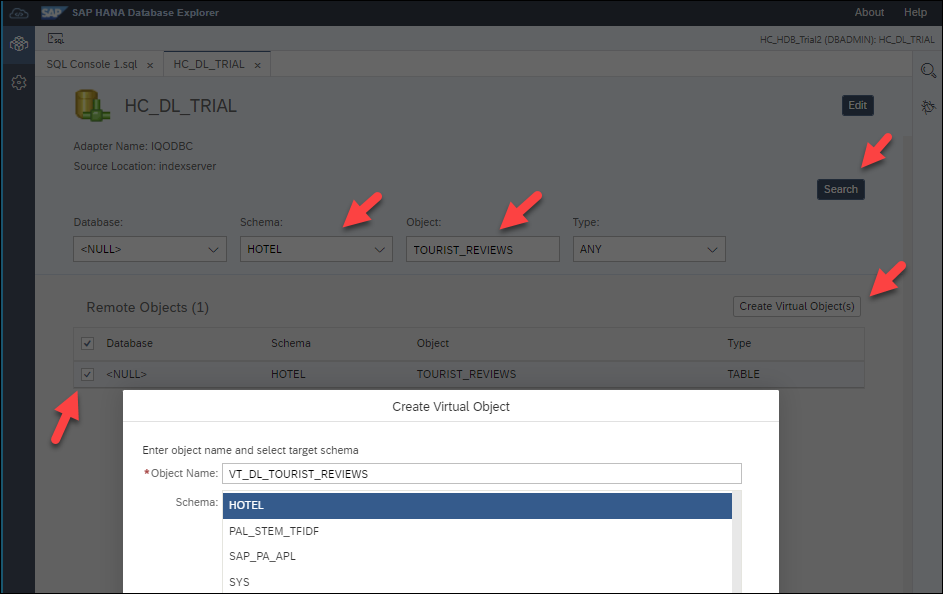 SAP SAP HANA Database Explorer About Help
SQL HC_HDB_Trial2 (DBADMIN): HC_DL_TRIAL
SQL Console 1.sql × HC_DL_TRIAL ×
HC_DL_TRIAL Edit
Adapter Name: IQODBC
Source Location: indexserver
Search
Database: Schema: Object: Type:
<NULL> HOTEL TOURIST_REVIEWS ANY
Remote Objects (1) Create Virtual Object(s)
Database Schema Object Type
<NULL> HOTEL TOURIST_REVIEWS TABLE
Create Virtual Object
Enter object name and select target schema
*Object Name: VT_DL_TOURIST_REVIEWS
Schema: HOTEL
PAL_STEM_TFIDF
SAP_PA_APL
SYS